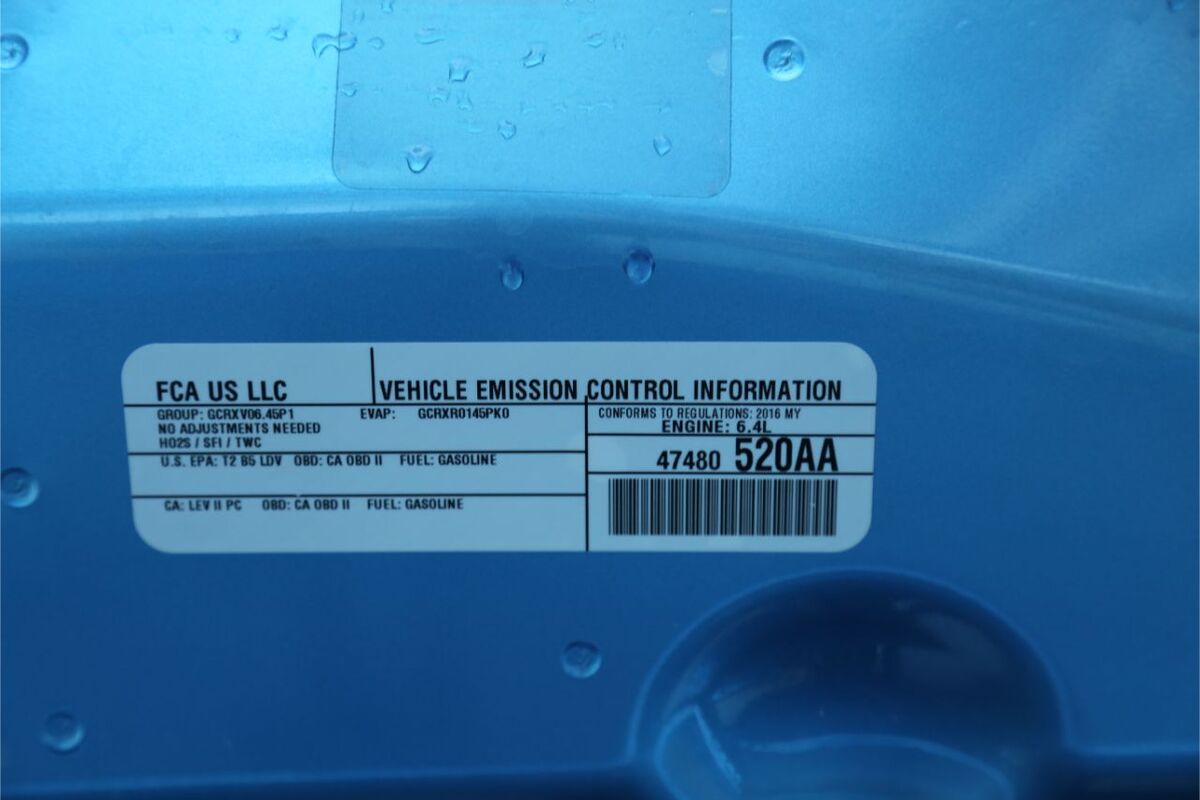 FCA US LLC
VEHICLE EMISSION CONTROL INFORMATION
GROUP: GCRXV06.45P1 EVAP: GCRXR0145PK0
NO ADJUSTMENTS NEEDED
HO2S / SFI / TWC
U.S. EPA: T2 B5 LDV OBD: CA OBD II FUEL: GASOLINE
CA: LEV II PC OBD: CA OBD II FUEL: GASOLINE
CONFORMS TO REGULATIONS: 2016 MY
ENGINE: 6.4L
47480 520AA